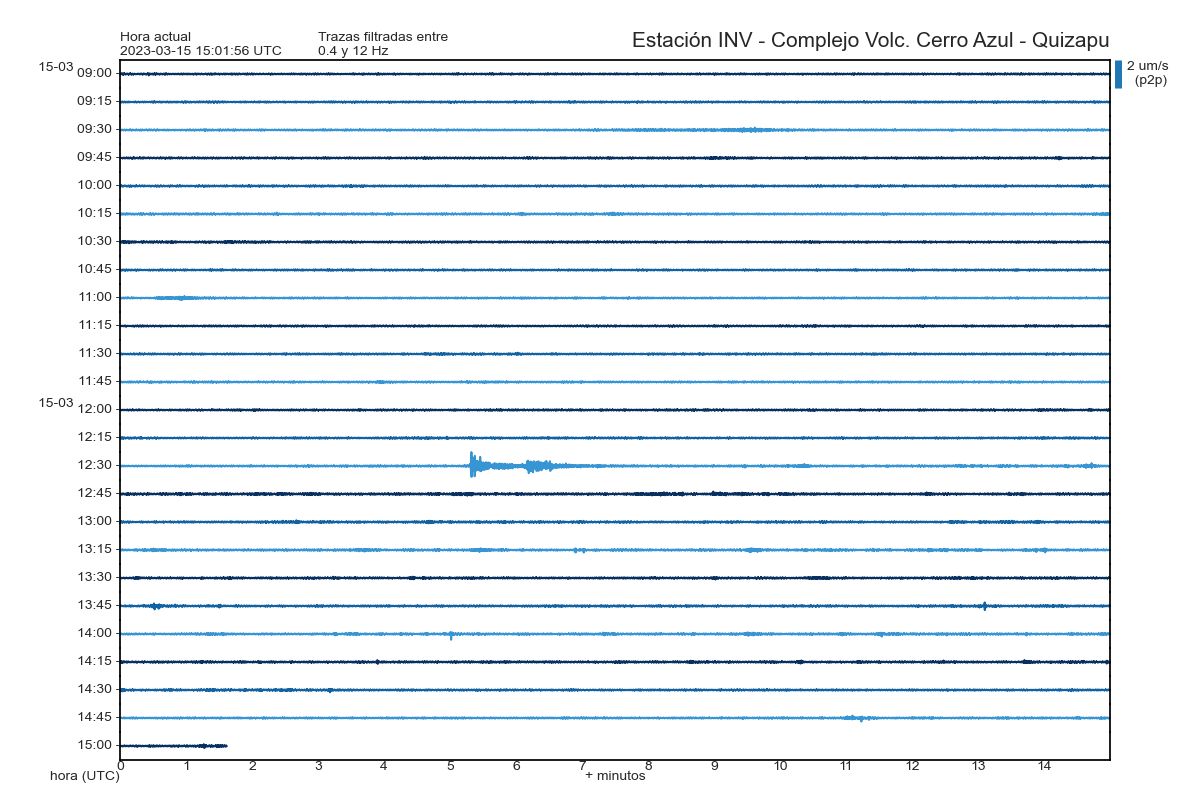 Hora actual
2023-03-15 15:01:56 UTC
Trazas filtradas entre
0.4 y 12 Hz
Estación INV - Complejo Volc. Cerro Azul - Quizapu
2 um/s
(p2p)
15-03 09:00
09:15
09:30
09:45
10:00
10:15
10:30
10:45
11:00
11:15
11:30
11:45
15-03 12:00
12:15
12:30
12:45
13:00
13:15
13:30
13:45
14:00
14:15
14:30
14:45
15:00
0 1 2 3 4 5 6 7 8 9 10 11 12 13 14
hora (UTC) + minutos